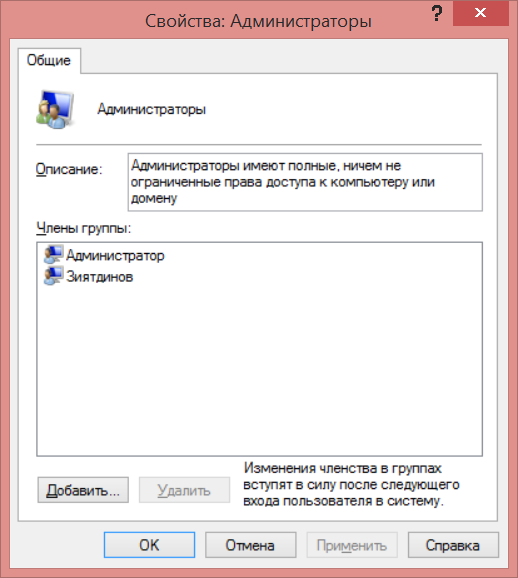 Свойства: Администраторы
?
x
Общие
Администраторы
Описание:
Администраторы имеют полные, ничем не
ограниченные права доступа к компьютеру или
домену
Члены группы:
Администратор
Зиятдинов
Добавить...
Удалить
Изменения членства в группах
вступят в силу после следующего
входа пользователя в систему.
OK
Отмена
Применить
Справка